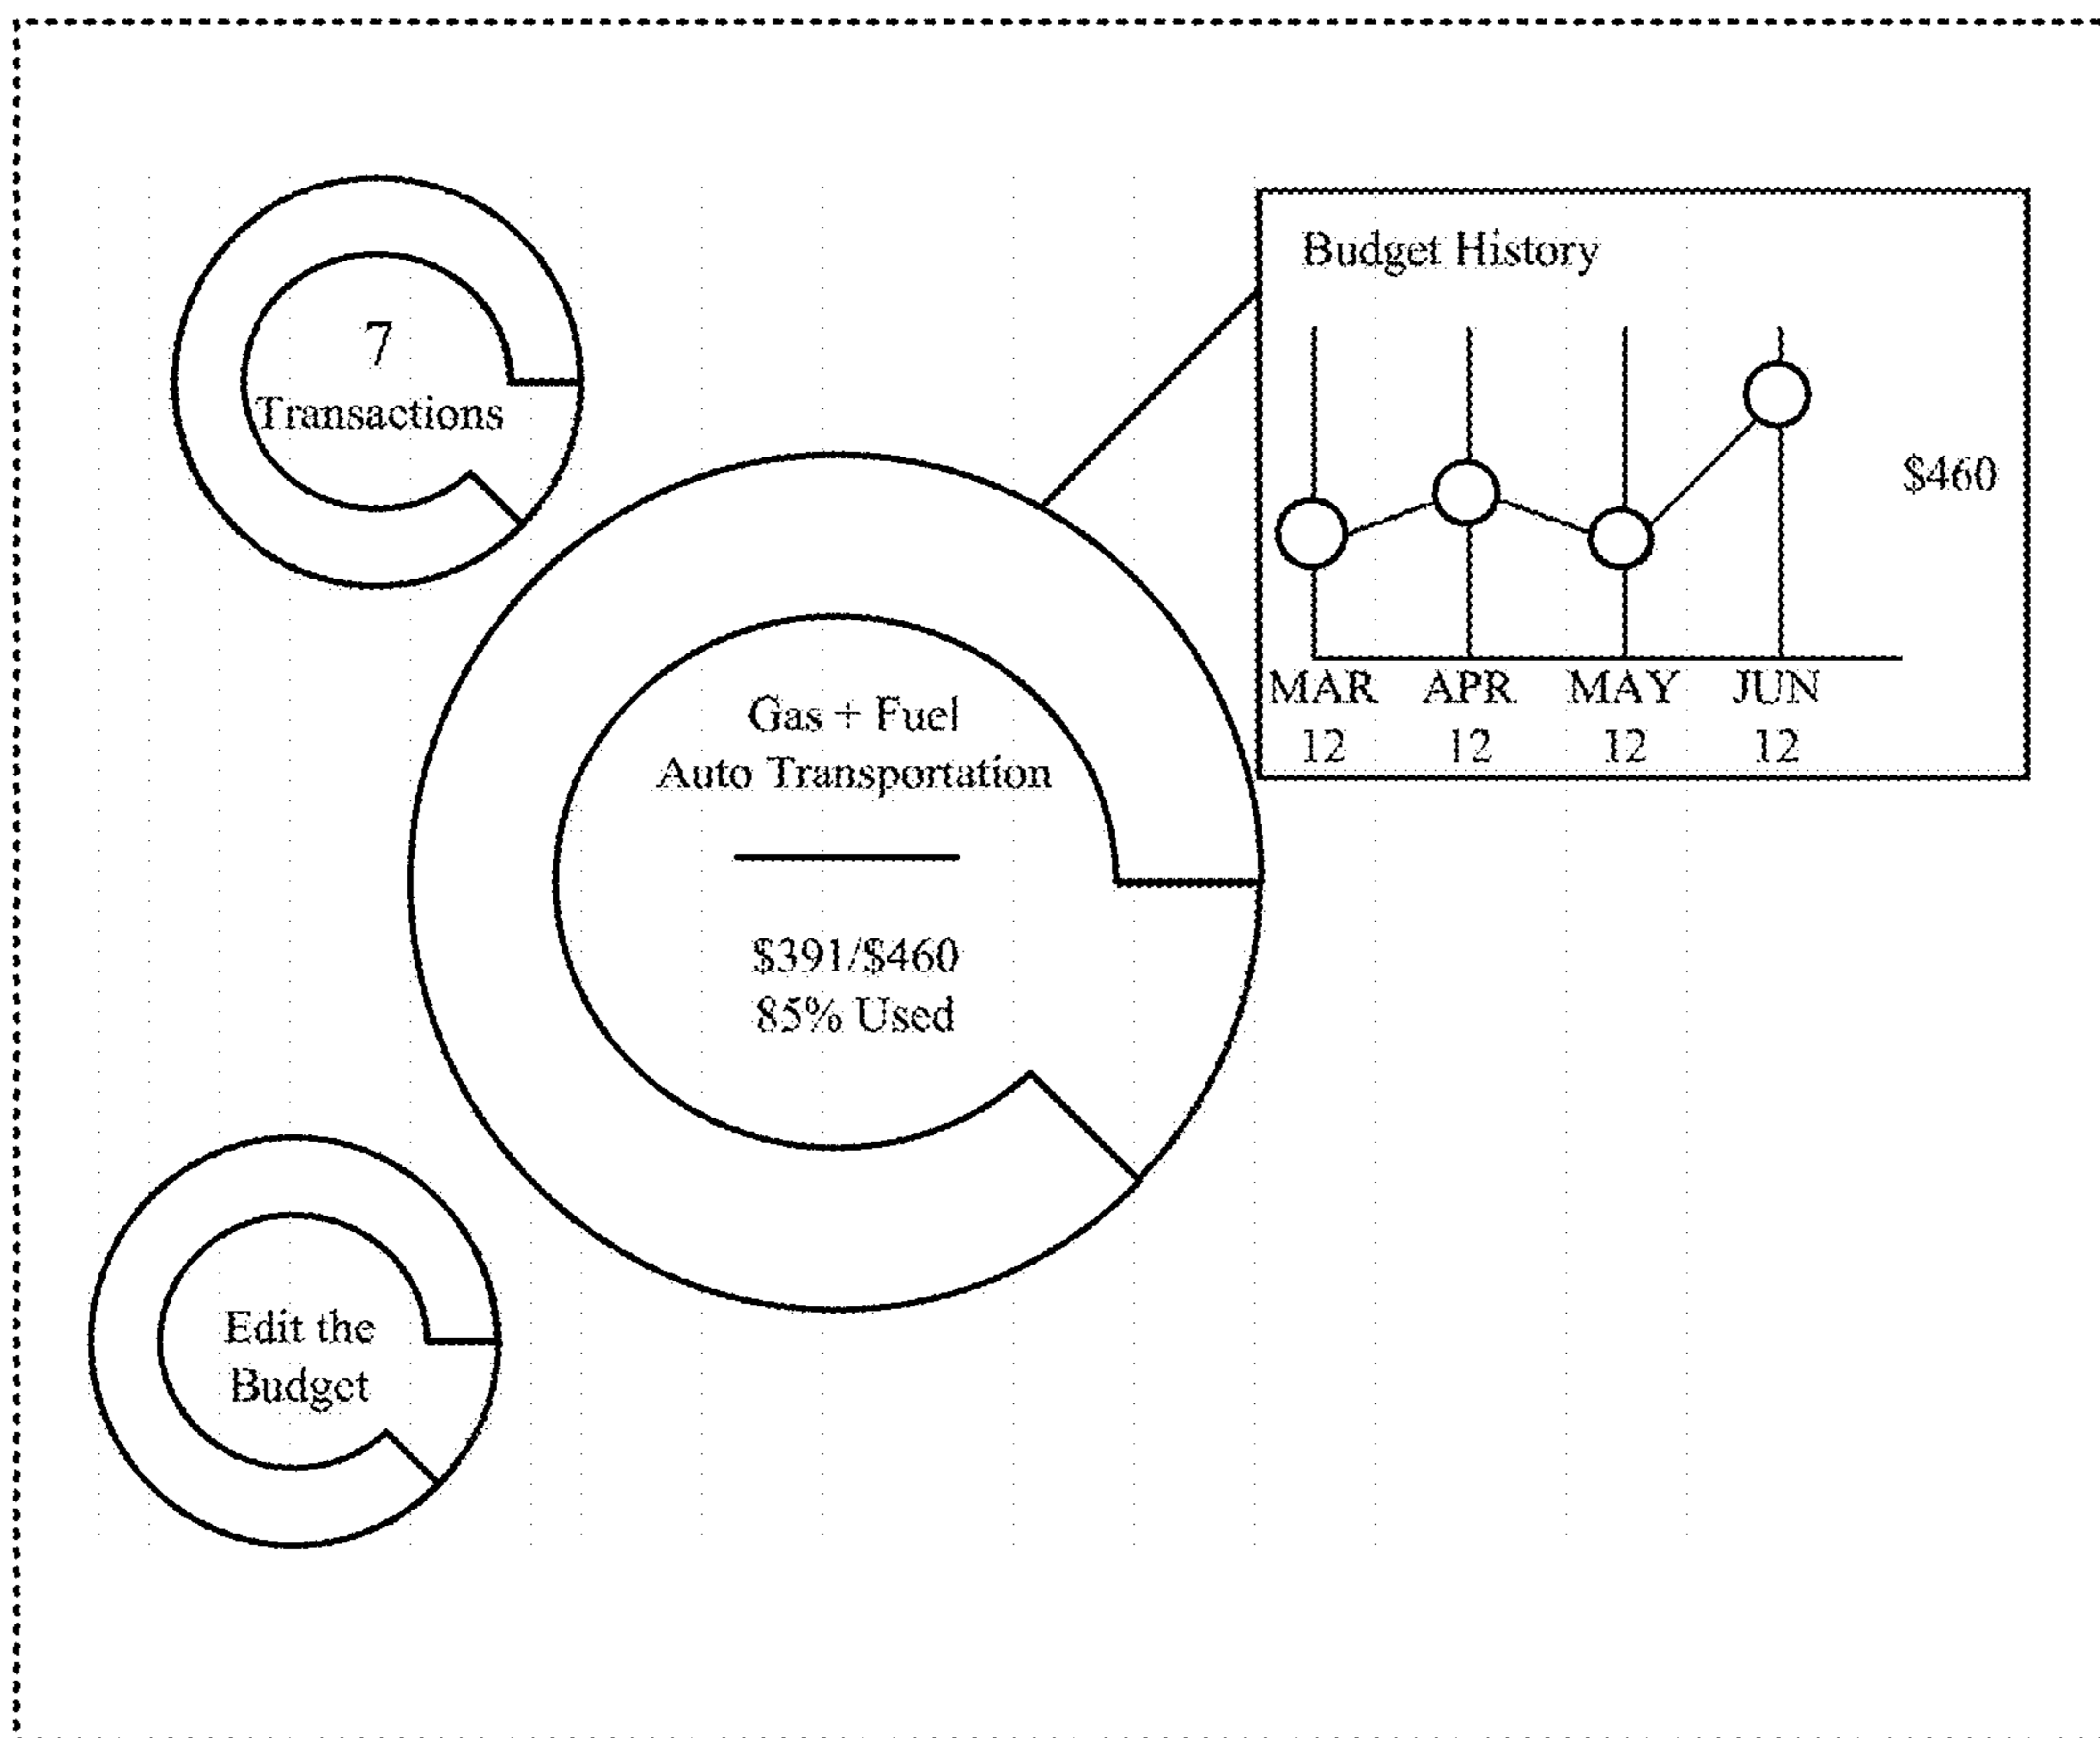 7
Transactions
Budget History
$460
MAR APR MAY JUN
12 12 12 12
Gas + Fuel
Auto Transportation
$391/$460
85% Used
Edit the
Budget